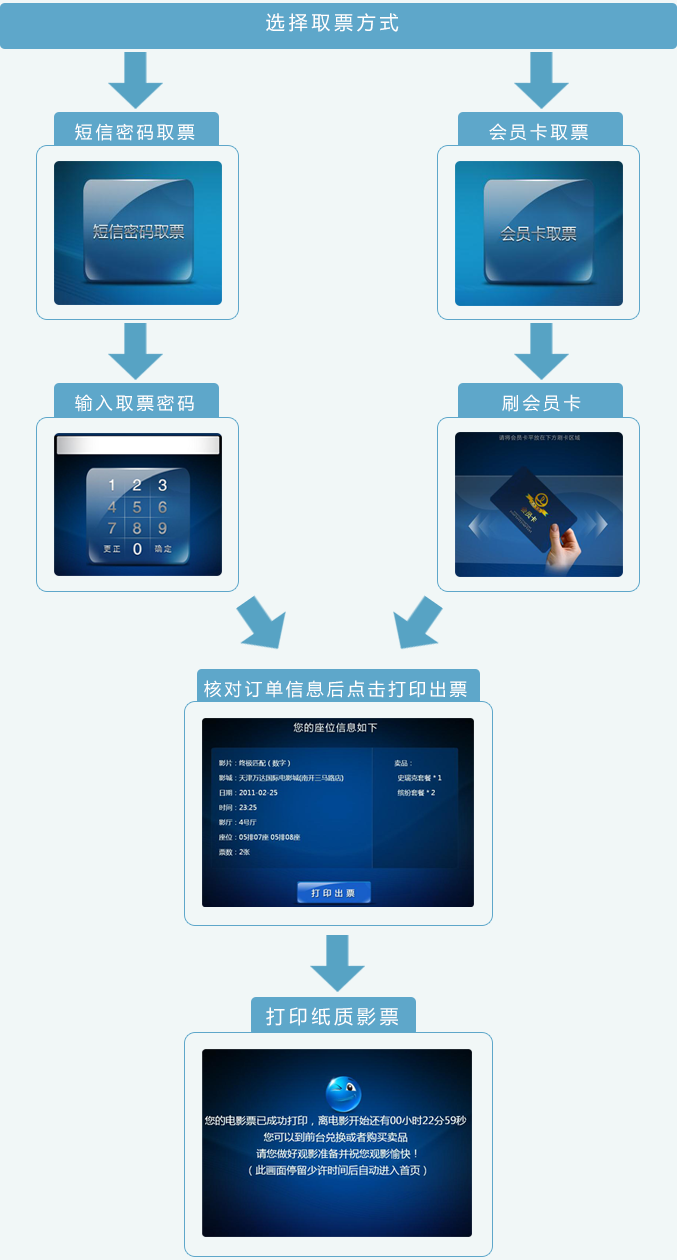 选择取票方式
短信密码取票
会员卡取票
短信密码取票
会员卡取票
输入取票密码
刷会员卡
1 2 3
4 5 6
7 8 9
更正 0 确定
请将会员卡平放在下方刷卡区域
会员卡
核对订单信息后点击打印出票
您的座位信息如下
影片：终极匹配（数字）
影城：天津万达国际电影城(南开三马路店)
日期：2011-02-25
时间：23:25
影厅：4号厅
座位：05排07座 05排08座
票数：2张
卖品：
史瑞克套餐 * 1
缤纷套餐 * 2
打印出票
打印纸质影票
您的电影票已成功打印，离电影开始还有00小时22分59秒
您可以到前台兑换或者购买卖品
请您做好观影准备并祝您观影愉快！
（此画面停留少许时间后自动进入首页）